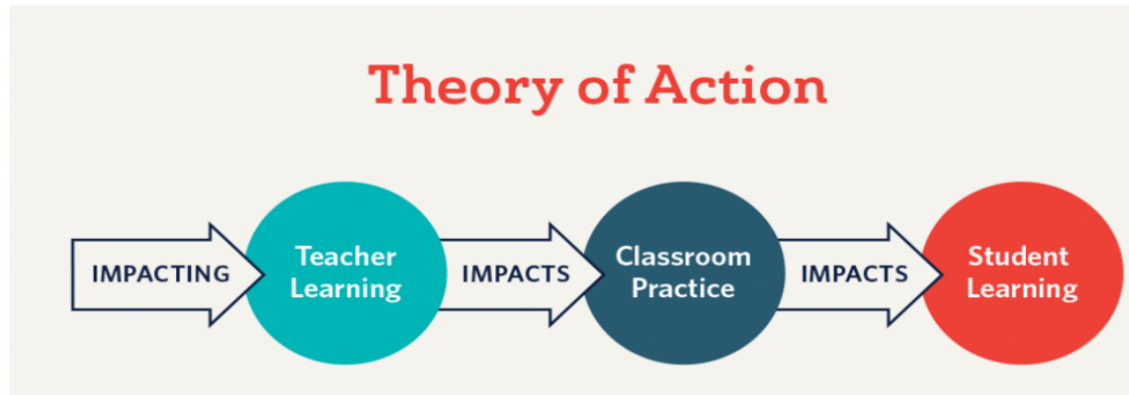 Theory of Action
IMPACTING
Teacher
Learning
IMPACTS
Classroom
Practice
IMPACTS
Student
Learning